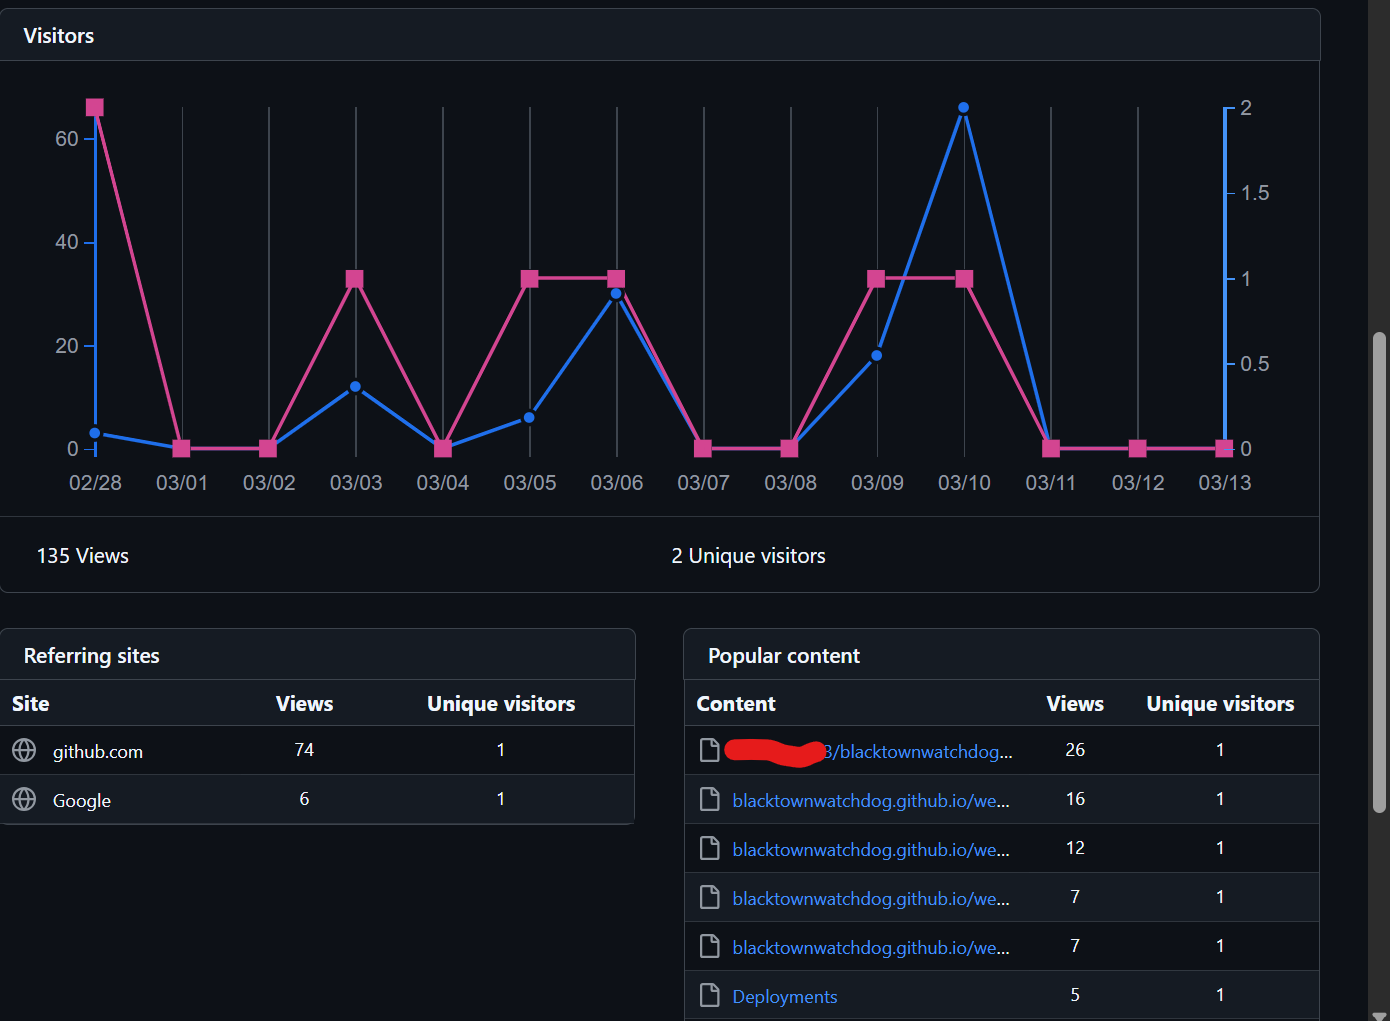 Visitors
60
40
20
0
2
1.5
1
0.5
0
02/28 03/01 03/02 03/03 03/04 03/05 03/06 03/07 03/08 03/09 03/10 03/11 03/12 03/13
135 Views
2 Unique visitors
Referring sites
Site Views Unique visitors
github.com 74 1
Google 6 1
Popular content
Content Views Unique visitors
3/blacktownwatchdog... 26 1
blacktownwatchdog.github.io/we... 16 1
blacktownwatchdog.github.io/we... 12 1
blacktownwatchdog.github.io/we... 7 1
blacktownwatchdog.github.io/we... 7 1
Deployments 5 1